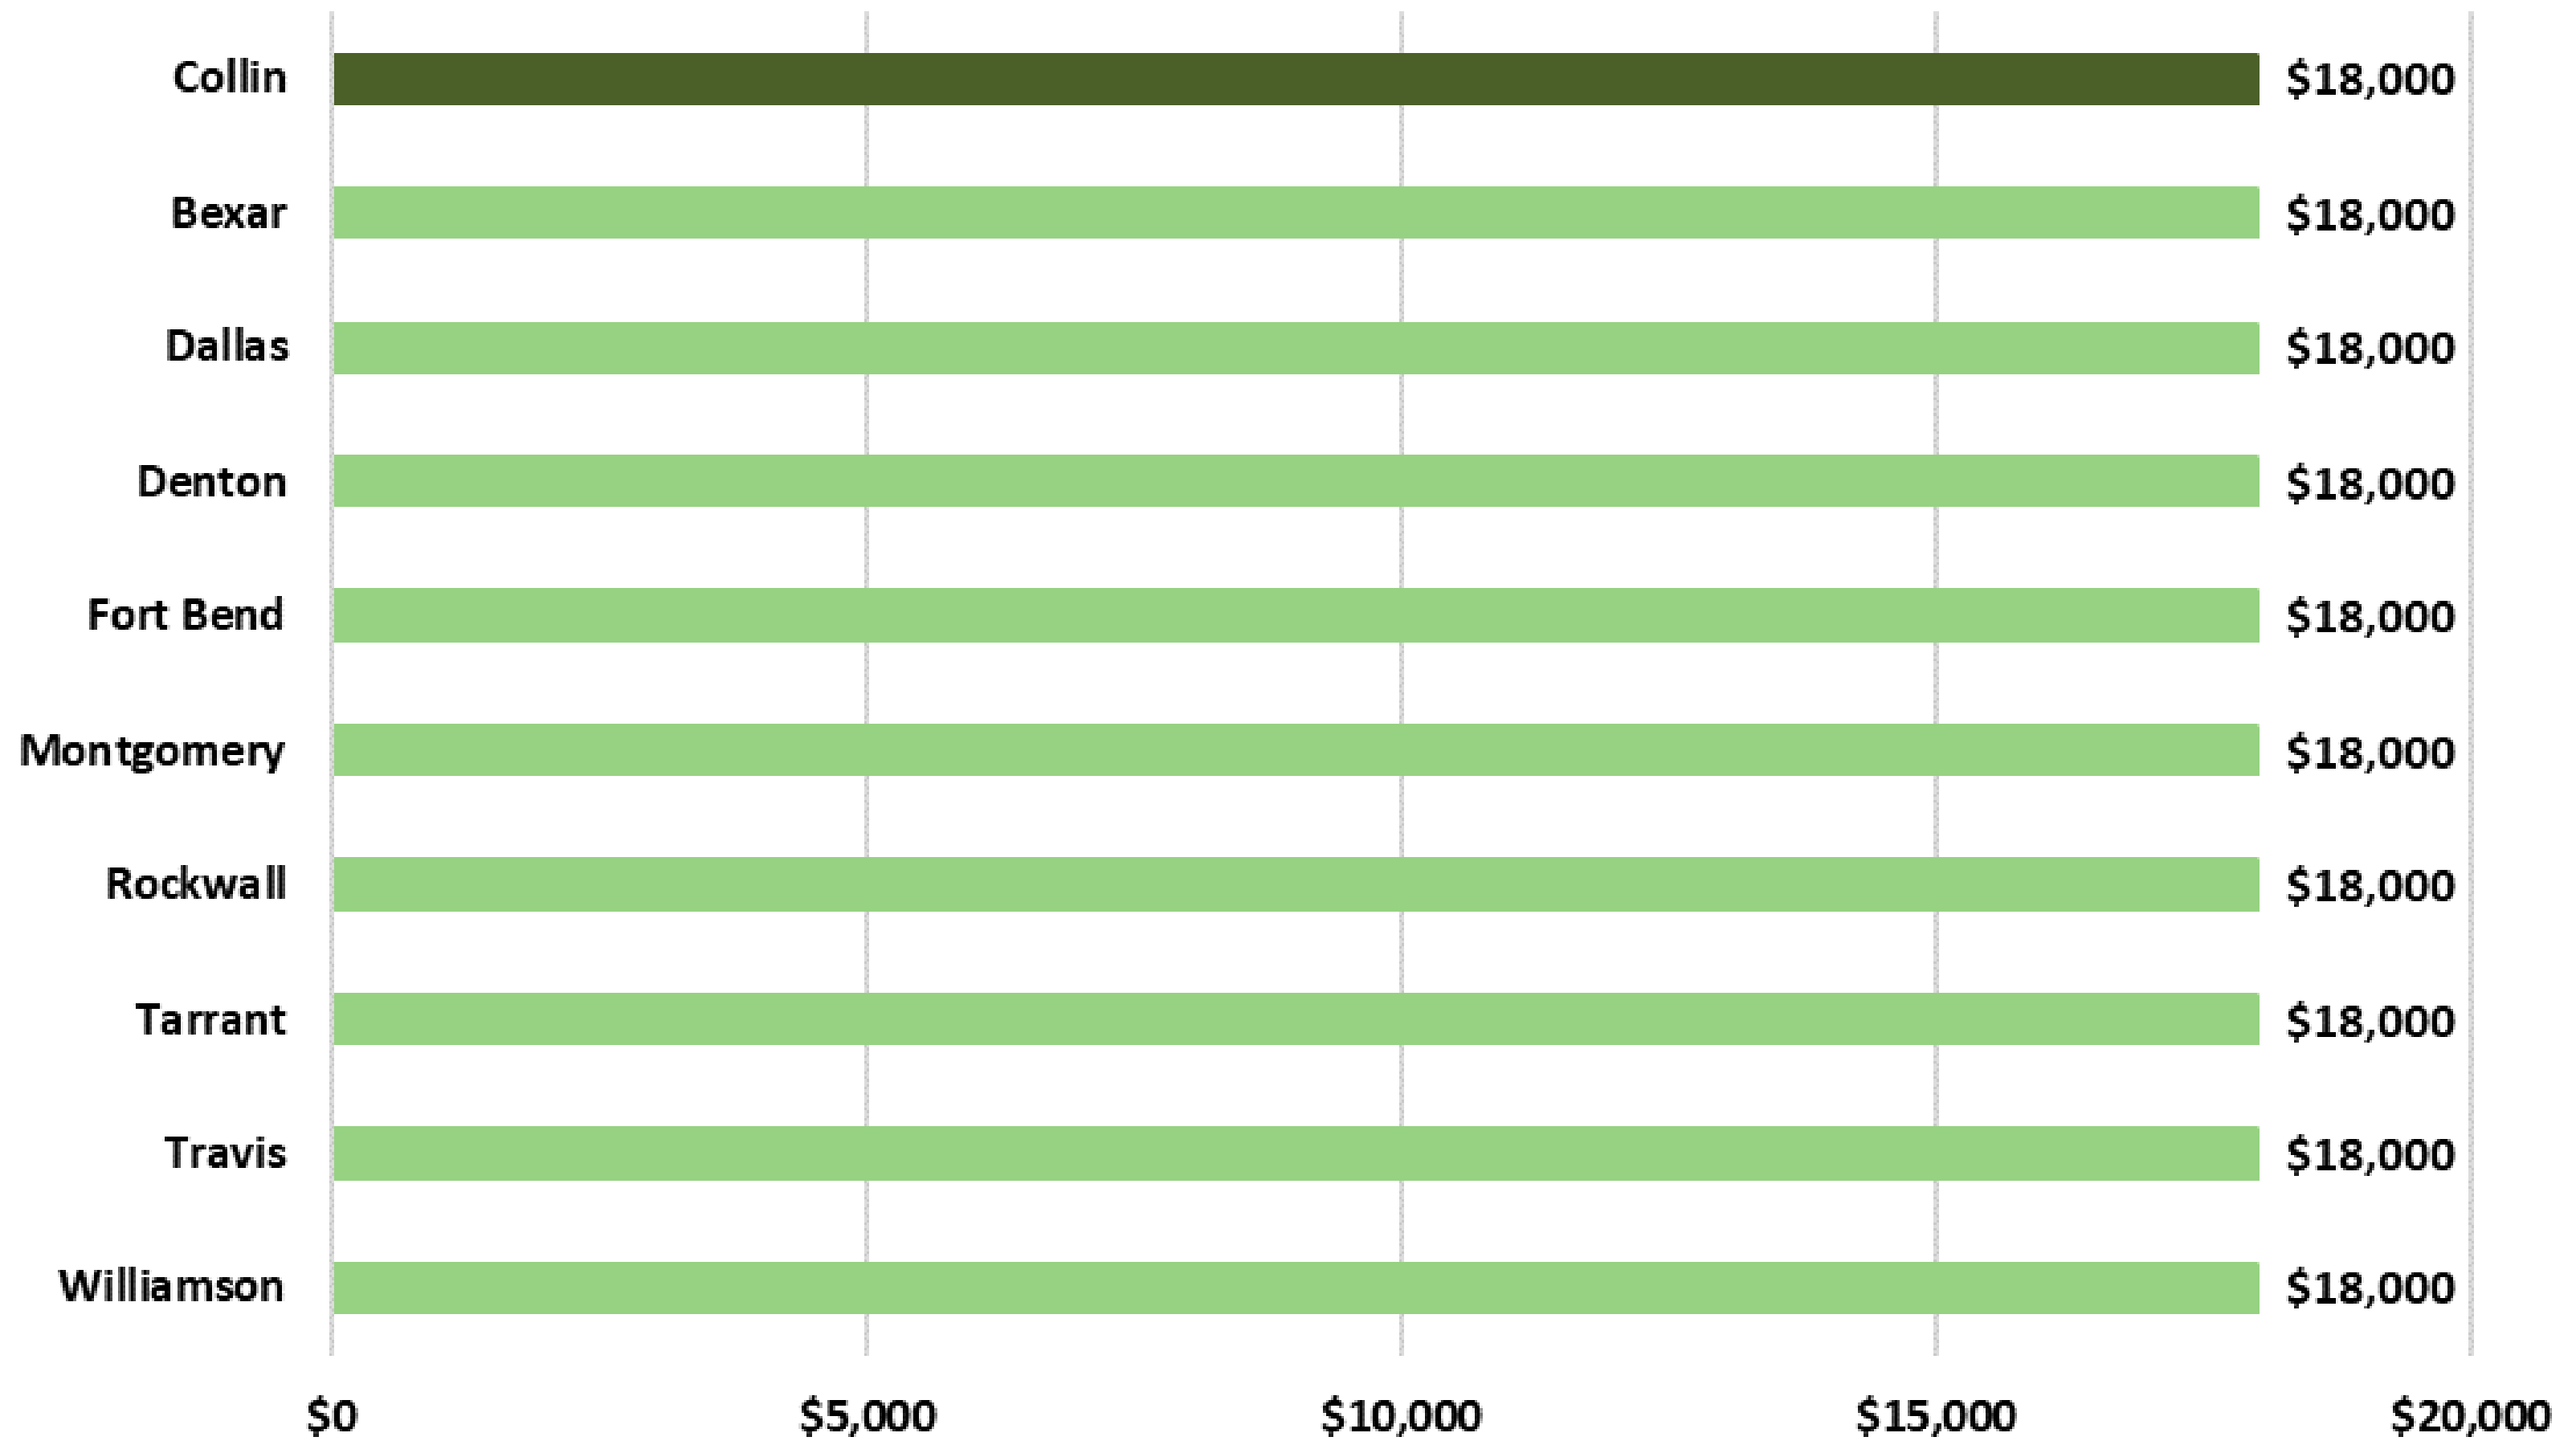 Collin $18,000
Bexar $18,000
Dallas $18,000
Denton $18,000
Fort Bend $18,000
Montgomery $18,000
Rockwall $18,000
Tarrant $18,000
Travis $18,000
Williamson $18,000
$0 $5,000 $10,000 $15,000 $20,000